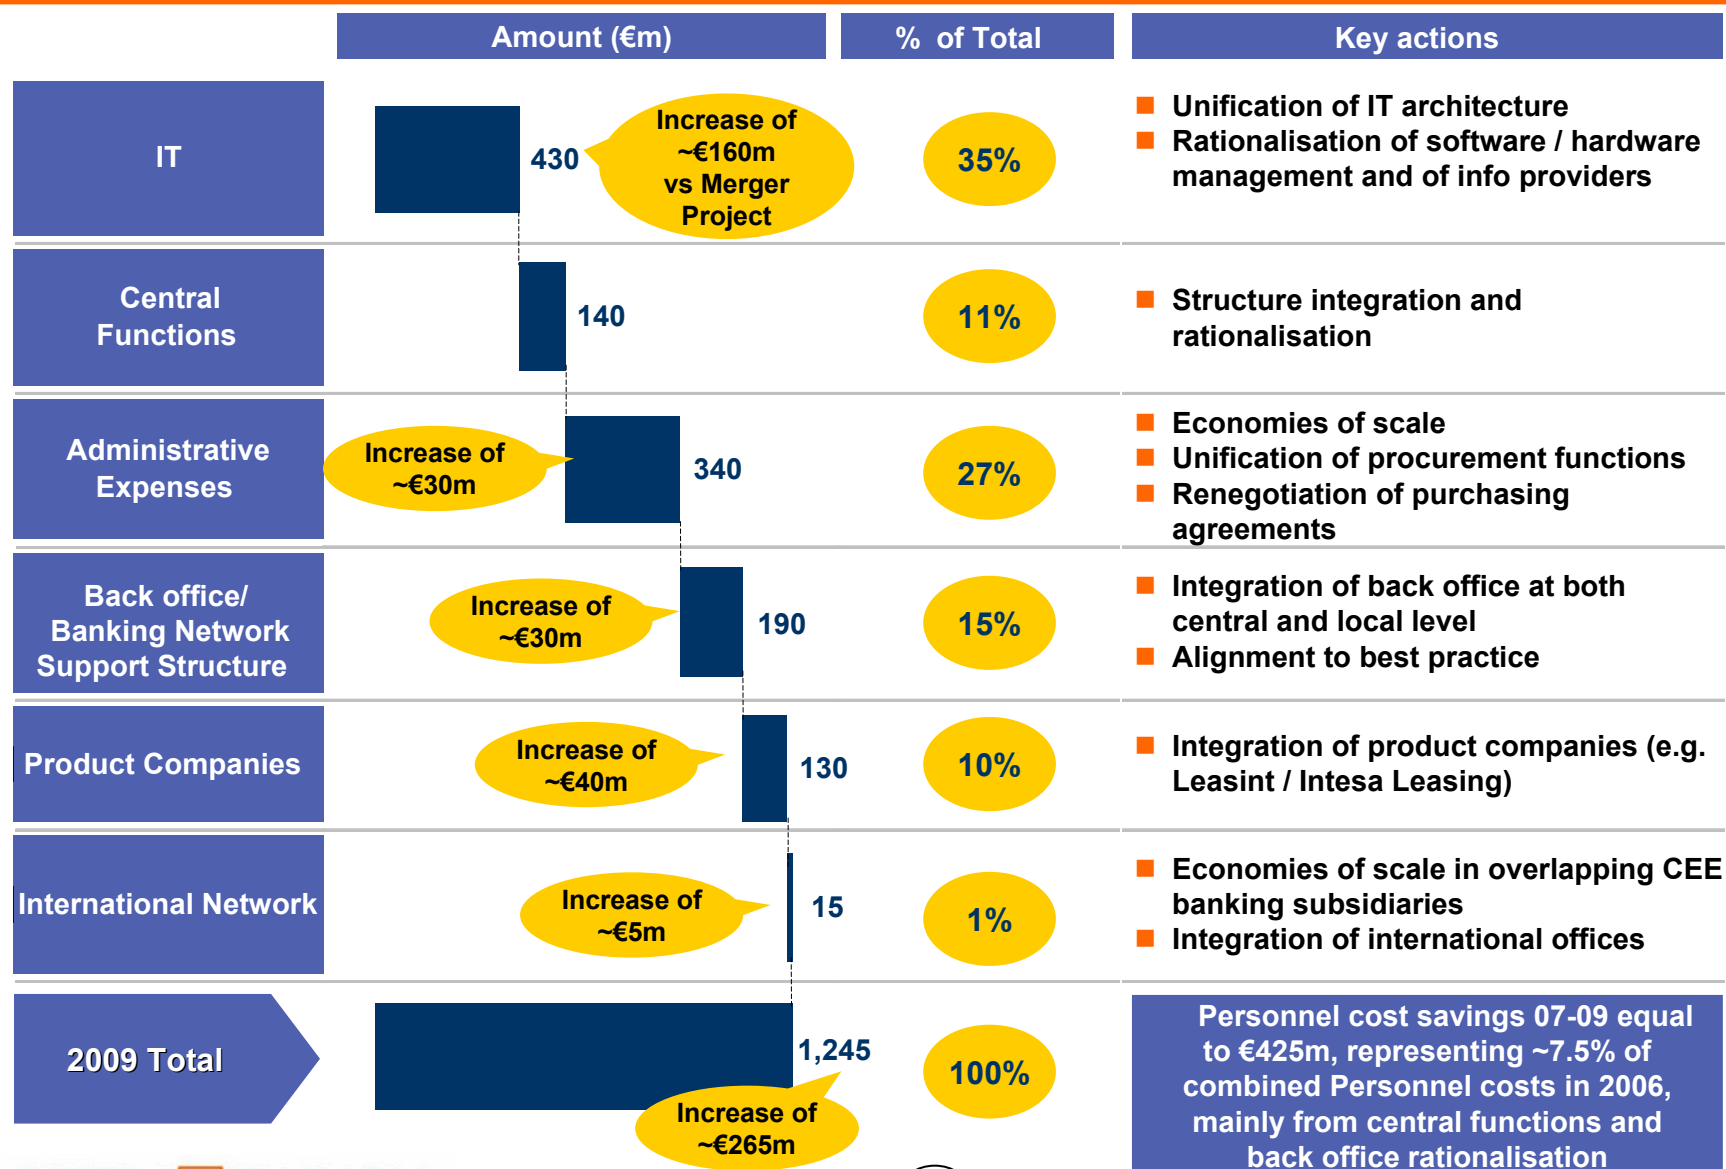 Amount (€m)
% of Total
Key actions
IT
430
Increase of
~€160m
vs Merger
Project
35%
Unification of IT architecture
Rationalisation of software / hardware
management and of info providers
Central
Functions
140
11%
Structure integration and
rationalisation
Administrative
Expenses
Increase of
~€30m
340
27%
Economies of scale
Unification of procurement functions
Renegotiation of purchasing
agreements
Back office/
Banking Network
Support Structure
Increase of
~€30m
190
15%
Integration of back office at both
central and local level
Alignment to best practice
Product Companies
Increase of
~€40m
130
10%
Integration of product companies (e.g.
Leasint / Intesa Leasing)
International Network
Increase of
~€5m
15
1%
Economies of scale in overlapping CEE
banking subsidiaries
Integration of international offices
2009 Total
1,245
Increase of
~€265m
100%
Personnel cost savings 07-09 equal
to €425m, representing ~7.5% of
combined Personnel costs in 2006,
mainly from central functions and
back office rationalisation